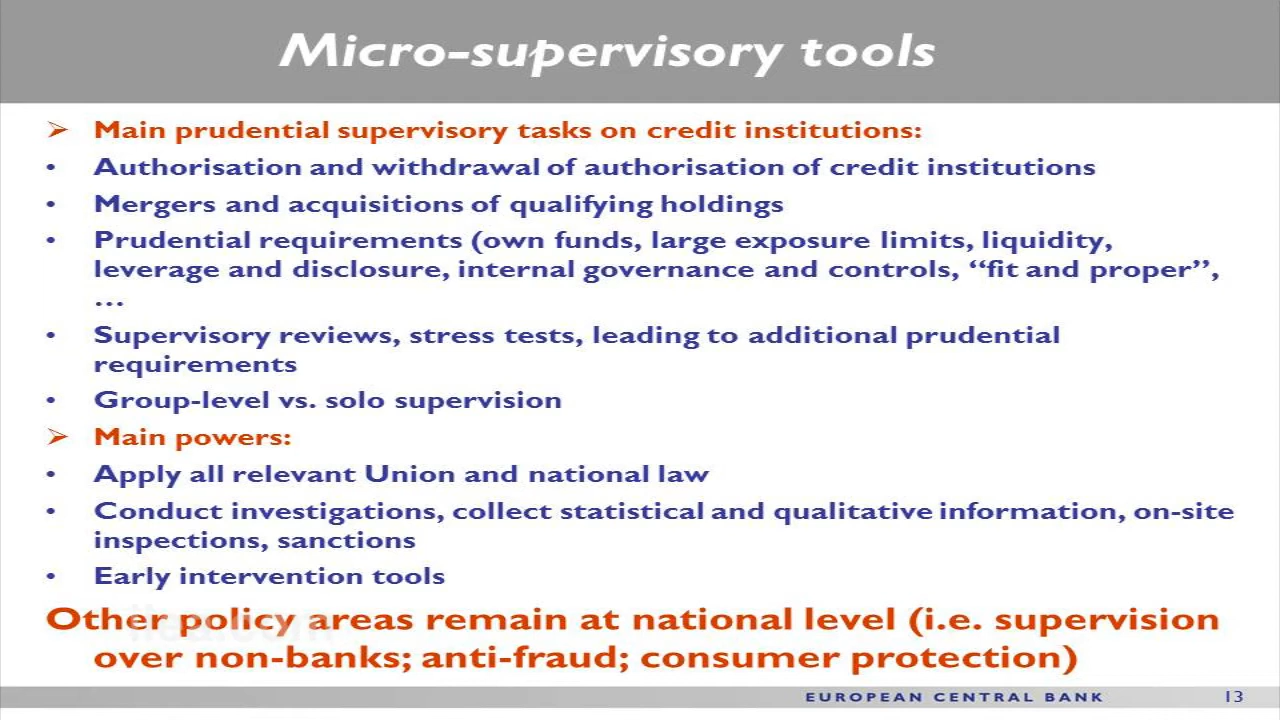 Micro-supervisory tools
➢ Main prudential supervisory tasks on credit institutions:
• Authorisation and withdrawal of authorisation of credit institutions
• Mergers and acquisitions of qualifying holdings
• Prudential requirements (own funds, large exposure limits, liquidity,
leverage and disclosure, internal governance and controls, “fit and proper”,
…
• Supervisory reviews, stress tests, leading to additional prudential
requirements
• Group-level vs. solo supervision
➢ Main powers:
• Apply all relevant Union and national law
• Conduct investigations, collect statistical and qualitative information, on-site
inspections, sanctions
• Early intervention tools
Other policy areas remain at national level (i.e. supervision
over non-banks; anti-fraud; consumer protection)
EUROPEAN CENTRAL BANK 13